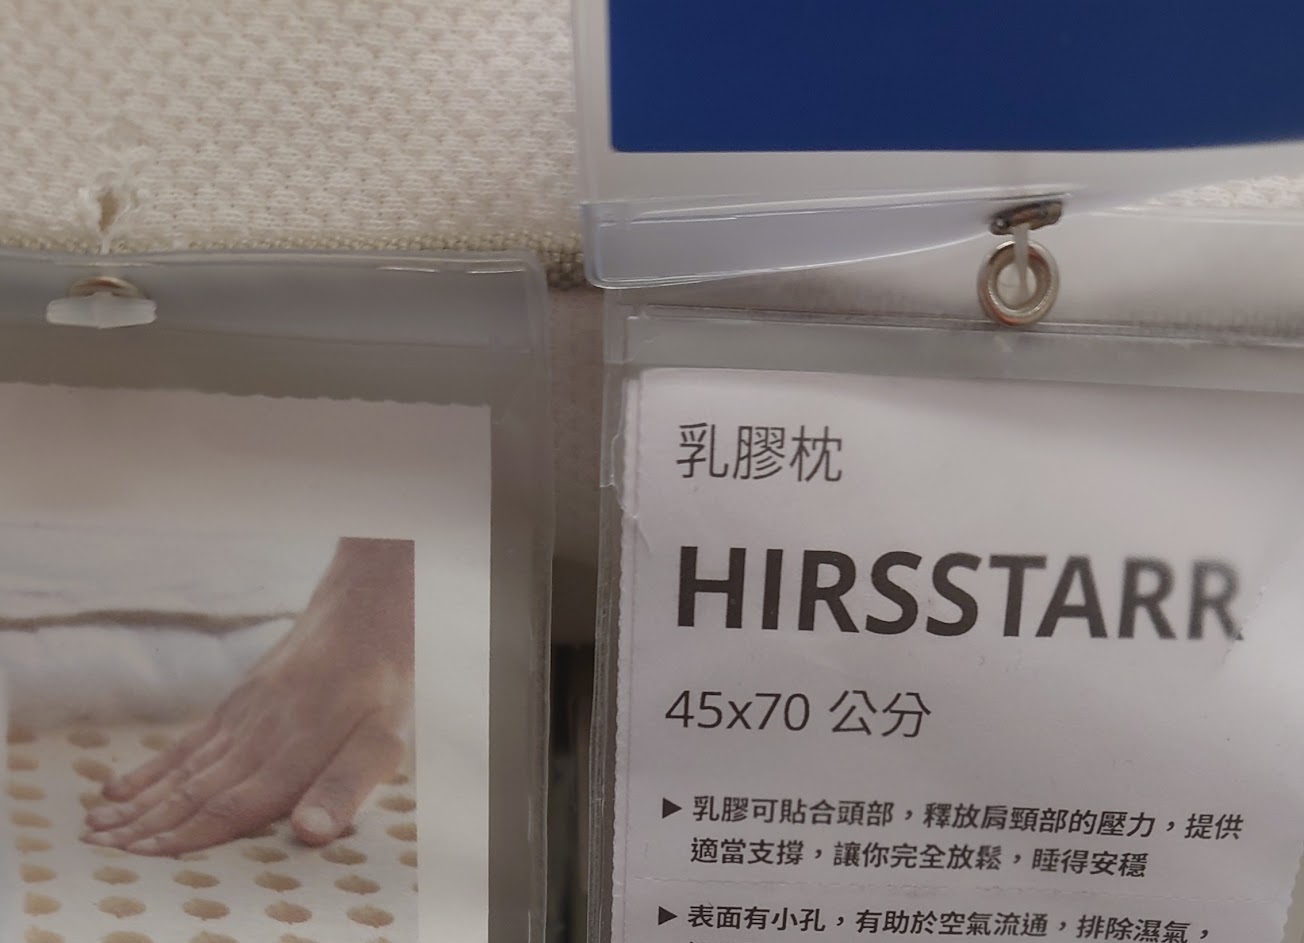 乳膠枕
HIRSSTARR
45x70 公分
▶ 乳膠可貼合頭部，釋放肩頸部的壓力，提供
適當支撐，讓你完全放鬆，睡得安穩
▶ 表面有小孔，有助於空氣流通，排除濕氣，